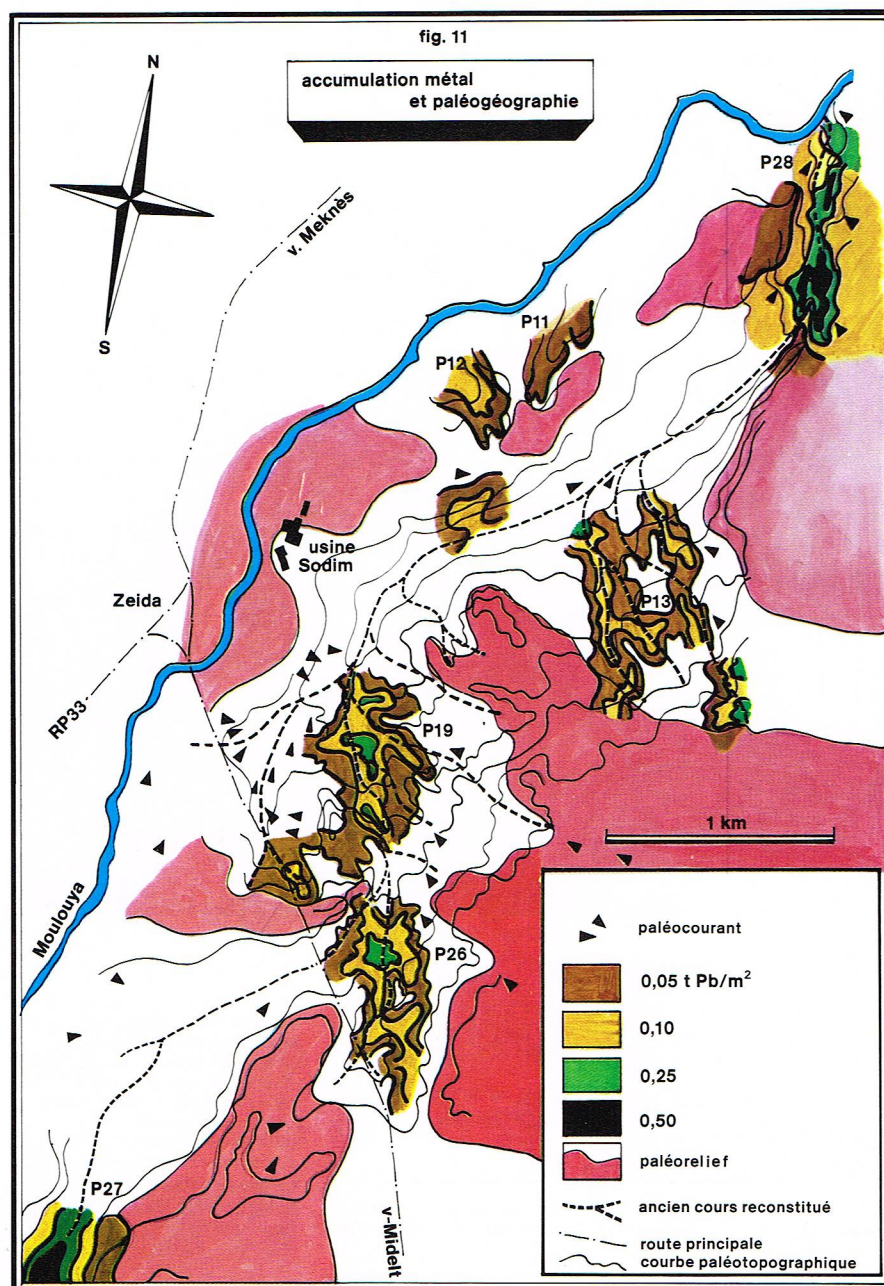 fig. 11
accumulation métal
et paléogéographie
N
S
v. Meknès
P28
P11
P12
usine
Sodim
Zeida
P13
RP33
P19
1 km
Moulouya
P26
P27
v-Midelt
paléocourant
0,05 t Pb/m²
0,10
0,25
0,50
paléorelief
ancien cours reconstitué
route principale
courbe paléotopographique